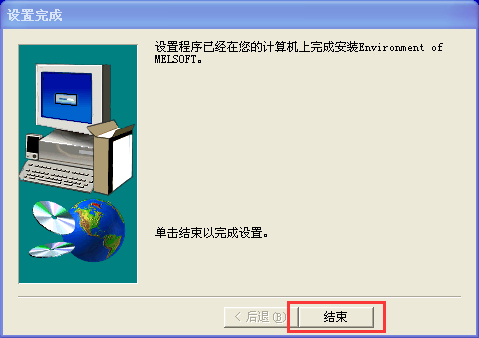 设置完成
设置程序已经在您的计算机上完成安装Environment of
MELSOFT。
单击结束以完成设置。
< 后退(B)
结束